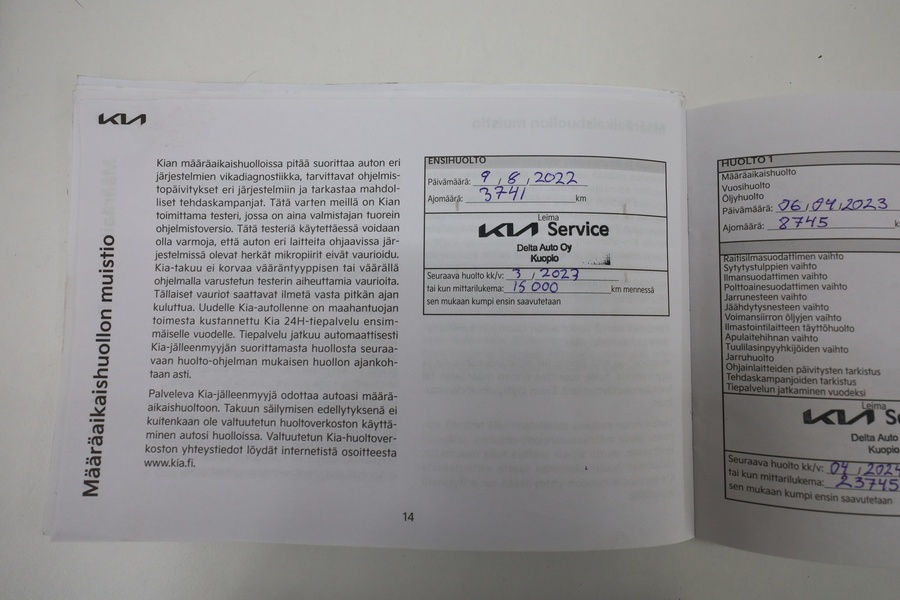 KIA
Määräaikaishuollon muistio
Kian määräaikaishuolloissa pitää suorittaa auton eri
järjestelmien vikadiagnostiikka, tarvittavat ohjelmis-
topäivitykset eri järjestelmiin ja tarkastaa mahdol-
liset tehdaskampanjat. Tätä varten meillä on Kian
toimittama testeri, jossa on aina valmistajan tuorein
ohjelmistoversio. Tätä testeriä käytettäessä voidaan
olla varmoja, että auton eri laitteita ohjaavissa jär-
jestelmissä olevat herkät mikropiirit eivät vaurioidu.
Kia-takuu ei korvaa vääräntyyppisen tai väärällä
ohjelmalla varustetun testerin aiheuttamia vaurioita.
Tällaiset vauriot saattavat ilmetä vasta pitkän ajan
kuluttua. Uudelle Kia-autollenne on maahantuojan
toimesta kustannettu Kia 24H-tiepalvelu ensim-
mäiselle vuodelle. Tiepalvelu jatkuu automaattisesti
Kia-jälleenmyyjän suorittamasta huollosta seuraa-
vaan huolto-ohjelman mukaisen huollon ajankoh-
taan asti.
Palveleva Kia-jälleenmyyjä odottaa autoasi määrä-
aikaishuoltoon. Takuun säilymisen edellytyksenä ei
kuitenkaan ole valtuutetun huoltoverkoston käyttä-
minen autosi huolloissa. Valtuutetun Kia-huoltover-
koston yhteystiedot löydät internetistä osoitteesta
www.kia.fi.
14
ENSIHUOLTO
Päivämäärä: 9,8,2022
Ajomäärä: 3741 km
Leima
KIA Service
Delta Auto Oy
Kuopio
Seuraava huolto kk/v: 3, 2023
tai kun mittarilukema: 15 000 km mennessä
sen mukaan kumpi ensin saavutetaan
HUOLTO 1
Määräaikaishuolto
Vuosihuolto
Öljyhuolto
Päivämäärä: 06,04,2023
Ajomäärä: 8745
Raitisilmasuodattimen vaihto
Sytytystulppien vaihto
Ilmansuodattimen vaihto
Polttoainesuodattimen vaihto
Jarrunesteen vaihto
Jäähdytysnesteen vaihto
Voimansiirron öljyjen vaihto
Ilmastointilaitteen täyttöhuolto
Apulaitehihnan vaihto
Tuulilasinpyyhkijöiden vaihto
Jarruhuolto
Ohjainlaitteiden päivitysten tarkistus
Tehdaskampanjoiden tarkistus
Tiepalvelun jatkaminen vuodeksi
Leima
KIA Se
Delta Auto
Kuopio
Seuraava huolto kk/v: 04, 2024
tai kun mittarilukema: 23745
sen mukaan kumpi ensin saavutetaan